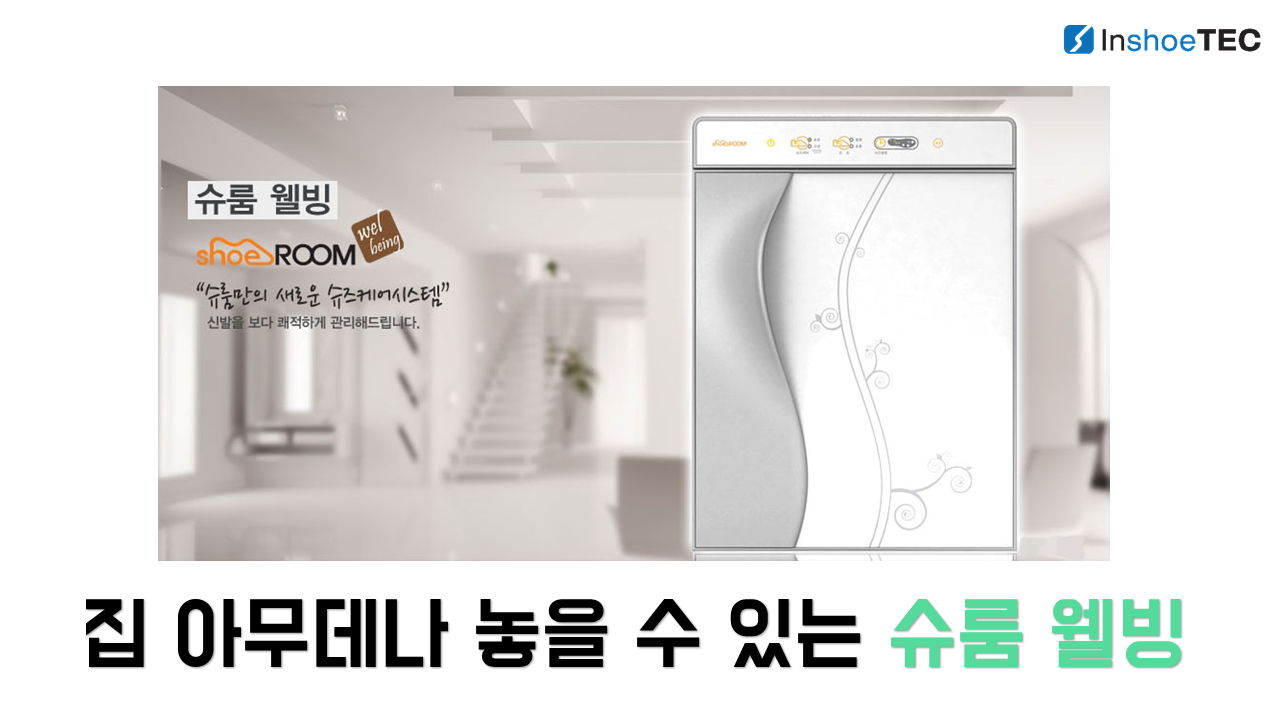 InshoeTEC
슈룸 웰빙
shoeROOM
wel
being
“슈룸만의 새로운 슈즈케어시스템”
신발을 보다 쾌적하게 관리해드립니다.
shoeROOM
집 아무데나 놓을 수 있는 슈룸 웰빙